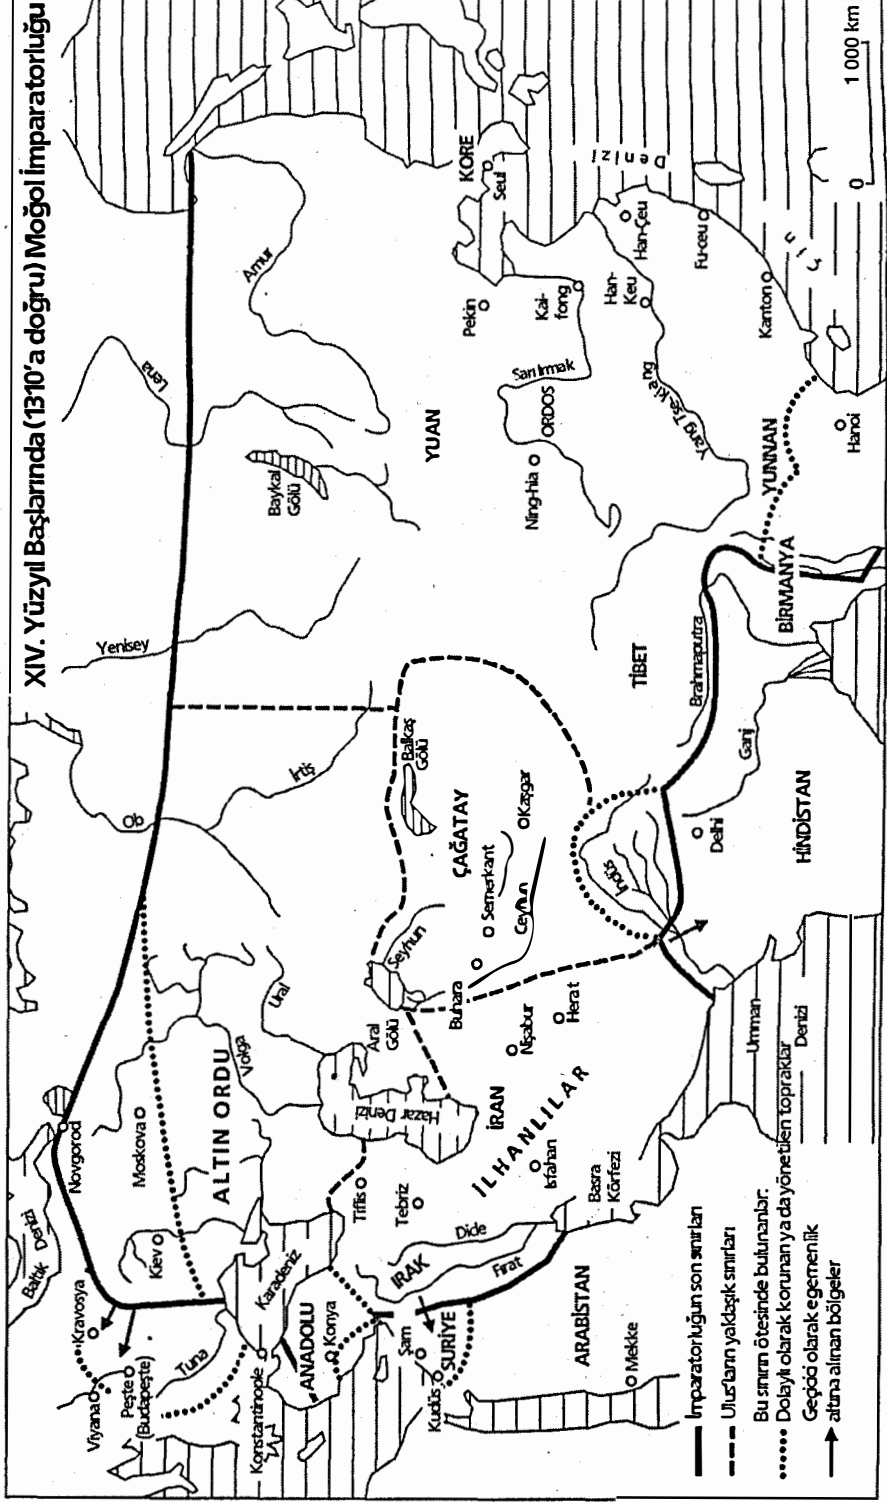 XIV. Yüzyıl Başlarında (1310'a doğru) Moğol İmparatorluğu
Baltık Denizi
Novgorod
Moskova
Kravosya
Viyana
Peşte
(Budapeşte)
Kiev
Tuna
ALTIN ORDU
Volga
Ural
Ob
İrtiş
Yenisey
Lena
Baykal
Gölü
Amur
Karadeniz
Konstantinople
ANADOLU
Konya
Tiflis
Tebriz
Hazar Denizi
Aral
Gölü
Seyhun
Balkaş
Gölü
ÇAĞATAY
Semerkant
Kaşgar
Ceyhun
Buhara
Nişabur
Herat
İRAN
İLHANLILAR
Isfahan
Basra
Körfezi
Dicle
Fırat
IRAK
Şam
SURİYE
Kudüs
ARABİSTAN
Mekke
YUAN
Pekin
KORE
Seul
Sarı Irmak
ORDOS
Ning-hia
Kai-
fong
Han-
Keu
Han-Çeu
Fu-ceu
Kanton
Yang Tse-kiang
Çin Denizi
TİBET
Brahmaputra
YUNNAN
Hanoi
BİRMANYA
Ganj
İndüs
Delhi
HİNDİSTAN
Umman
Denizi
İmparatorluğun son sınırları
Ulus'ların yaklaşık sınırları
Bu sınırın ötesinde bulunanlar:
Dolaylı olarak korunan ya da yönetilen topraklar
Geçici olarak egemenlik
altına alınan bölgeler
0 1 000 km